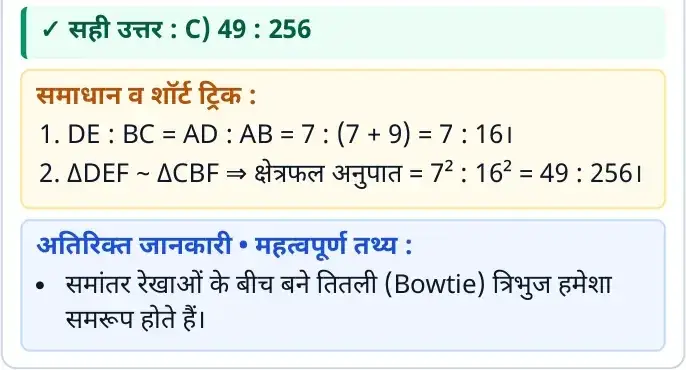 ✓ सही उत्तर : C) 49 : 256
समाधान व शॉर्ट ट्रिक :
1. DE : BC = AD : AB = 7 : (7 + 9) = 7 : 16।
2. ΔDEF ~ ΔCBF ⇒ क्षेत्रफल अनुपात = 7² : 16² = 49 : 256।
अतिरिक्त जानकारी • महत्वपूर्ण तथ्य :
• समांतर रेखाओं के बीच बने तितली (Bowtie) त्रिभुज हमेशा
समरूप होते हैं।